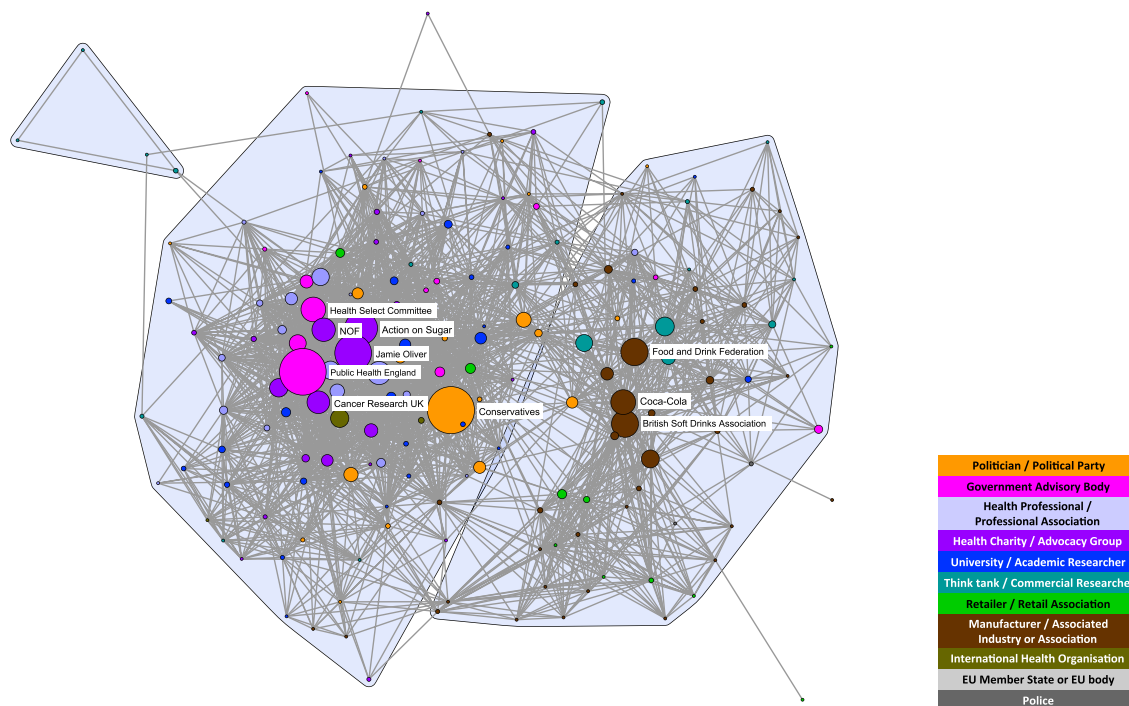 Health Select Committee
NOF
Action on Sugar
Jamie Oliver
Public Health England
Cancer Research UK
Conservatives
Food and Drink Federation
Coca-Cola
British Soft Drinks Association
Politician / Political Party
Government Advisory Body
Health Professional /
Professional Association
Health Charity / Advocacy Group
University / Academic Researcher
Think tank / Commercial Researche
Retailer / Retail Association
Manufacturer / Associated
Industry or Association
International Health Organisation
EU Member State or EU body
Police